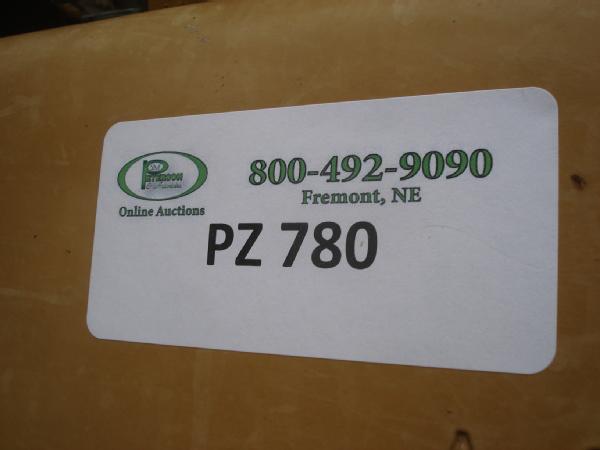 PETERSON
Online Auctions
800-492-9090
Fremont, NE
PZ 780